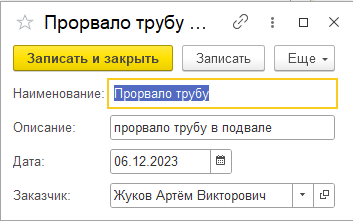 Прорвало трубу ...
Записать и закрыть Записать Еще
Наименование: Прорвало трубу
Описание: прорвало трубу в подвале
Дата: 06.12.2023
Заказчик: Жуков Артём Викторович